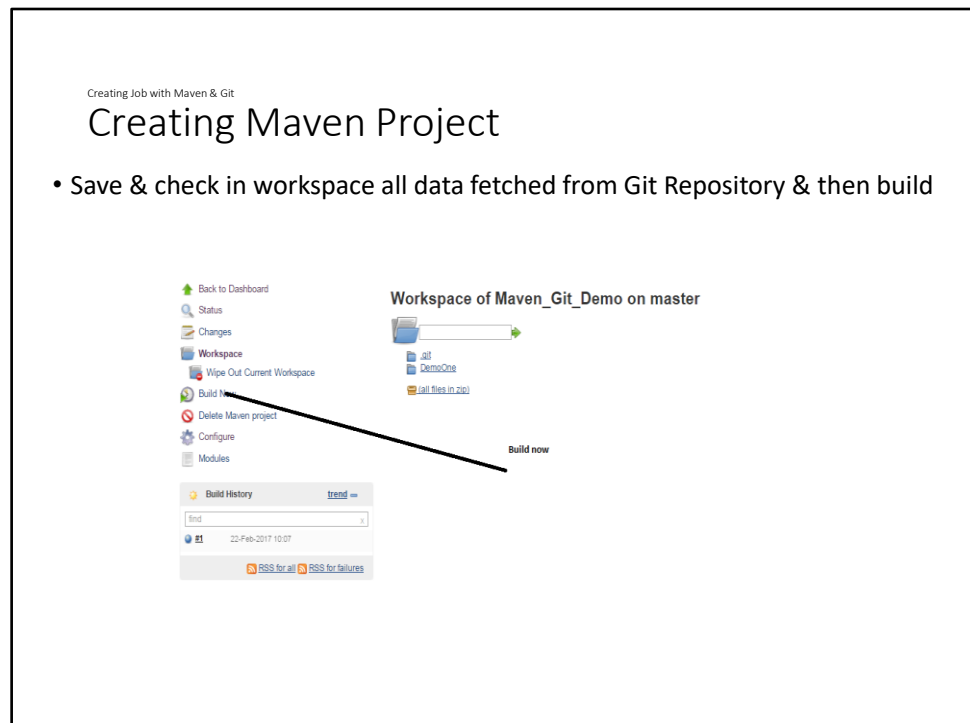 Creating Job with Maven & Git
Creating Maven Project
• Save & check in workspace all data fetched from Git Repository & then build
Back to Dashboard
Status
Changes
Workspace
Wipe Out Current Workspace
Build Now
Delete Maven project
Configure
Modules
Build History
trend
find
x
#1
22-Feb-2017 10:07
RSS for all
RSS for failures
Workspace of Maven_Git_Demo on master
.git
DemoOne
(all files in zip)
Build now